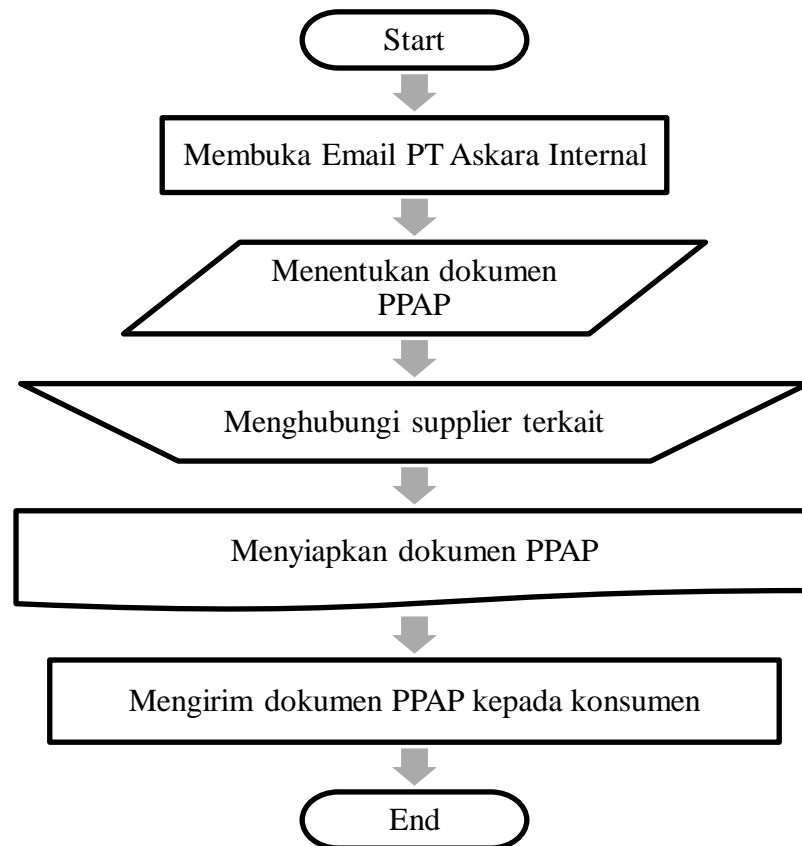 Start
Membuka Email PT Askara Internal
Menentukan dokumen
PPAP
Menghubungi supplier terkait
Menyiapkan dokumen PPAP
Mengirim dokumen PPAP kepada konsumen
End